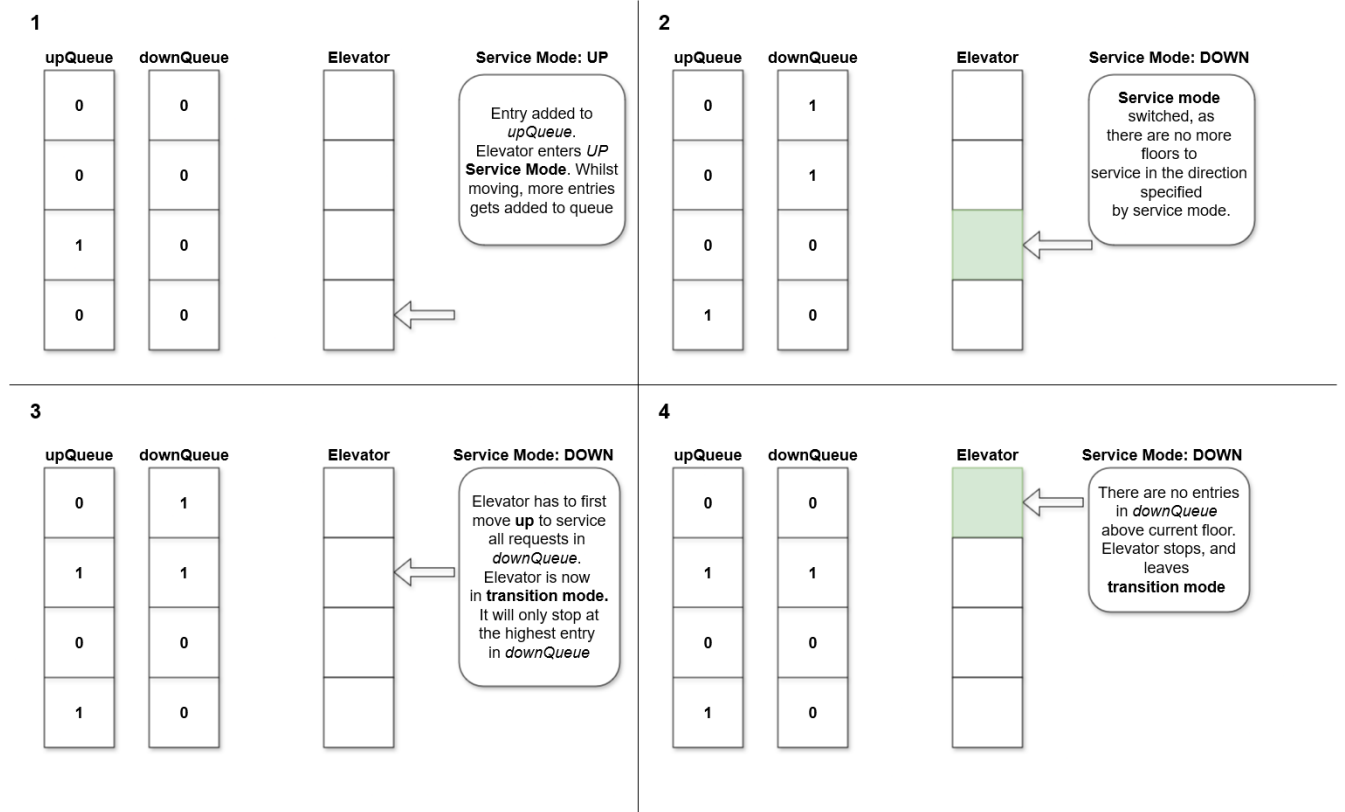 1
upQueue downQueue Elevator Service Mode: UP
0 0
0 0
1 0
0 0
Entry added to
upQueue.
Elevator enters UP
Service Mode. Whilst
moving, more entries
gets added to queue
2
upQueue downQueue Elevator Service Mode: DOWN
0 1
0 1
0 0
1 0
Service mode
switched, as
there are no more
floors to
service in the direction
specified
by service mode.
3
upQueue downQueue Elevator Service Mode: DOWN
0 1
1 1
0 0
1 0
Elevator has to first
move up to service
all requests in
downQueue.
Elevator is now
in transition mode.
It will only stop at
the highest entry
in downQueue
4
upQueue downQueue Elevator Service Mode: DOWN
0 0
1 1
0 0
1 0
There are no entries
in downQueue
above current floor.
Elevator stops, and
leaves
transition mode